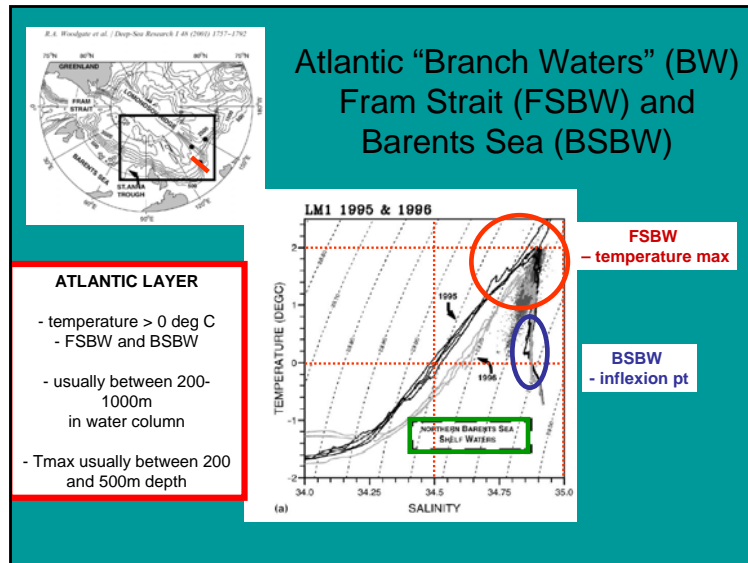 R.A. Woodgate et al. / Deep-Sea Research I 48 (2001) 1757–1792
Atlantic “Branch Waters” (BW)
Fram Strait (FSBW) and
Barents Sea (BSBW)
GREENLAND
FRAM
STRAIT
LOMONOSOV RIDGE
BARENTS SEA
ST.ANNA
TROUGH
LM1 1995 & 1996
FSBW
– temperature max
ATLANTIC LAYER
- temperature > 0 deg C
- FSBW and BSBW
- usually between 200-
1000m
in water column
- Tmax usually between 200
and 500m depth
TEMPERATURE (DEGC)
2
1
0
-1
-2
1995
1996
BSBW
- inflexion pt
NORTHERN BARENTS SEA
SHELF WATERS
34.0
34.25
34.5
34.75
35.0
(a)
SALINITY